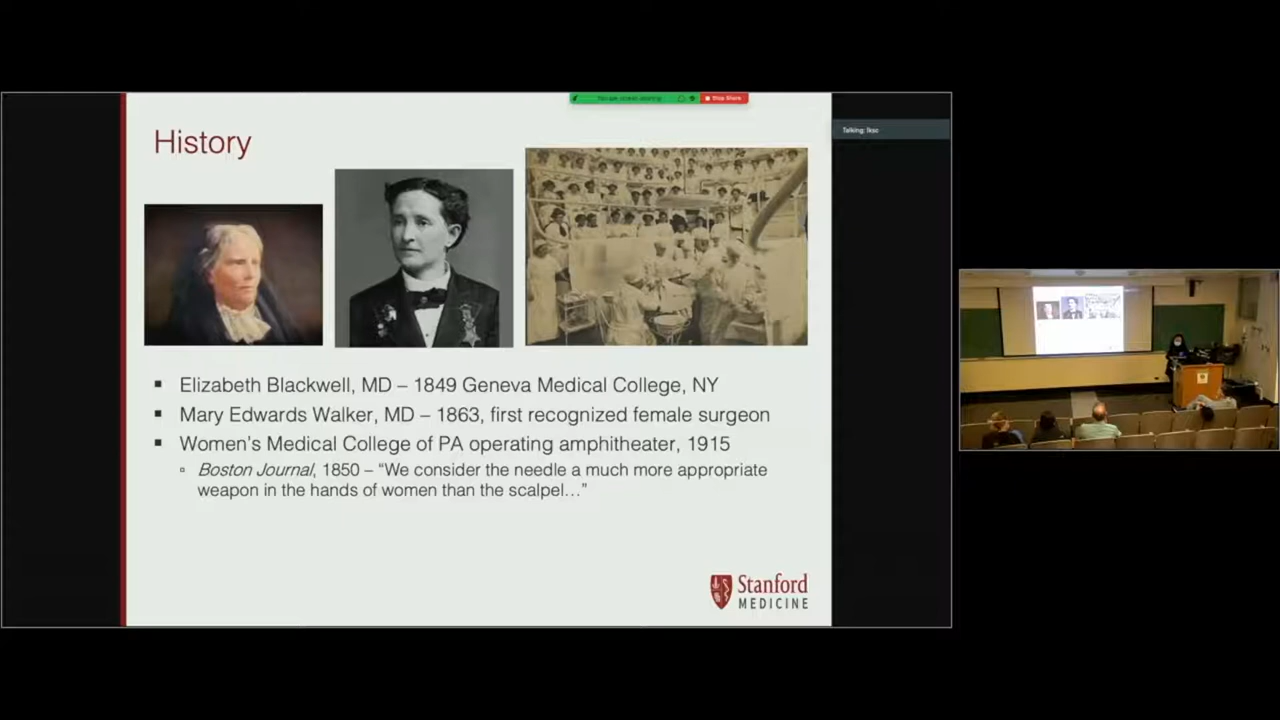 Stop Share
Talking:
History
▪ Elizabeth Blackwell, MD – 1849 Geneva Medical College, NY
▪ Mary Edwards Walker, MD – 1863, first recognized female surgeon
▪ Women's Medical College of PA operating amphitheater, 1915
▫ Boston Journal, 1850 – “We consider the needle a much more appropriate
weapon in the hands of women than the scalpel…”
Stanford
MEDICINE